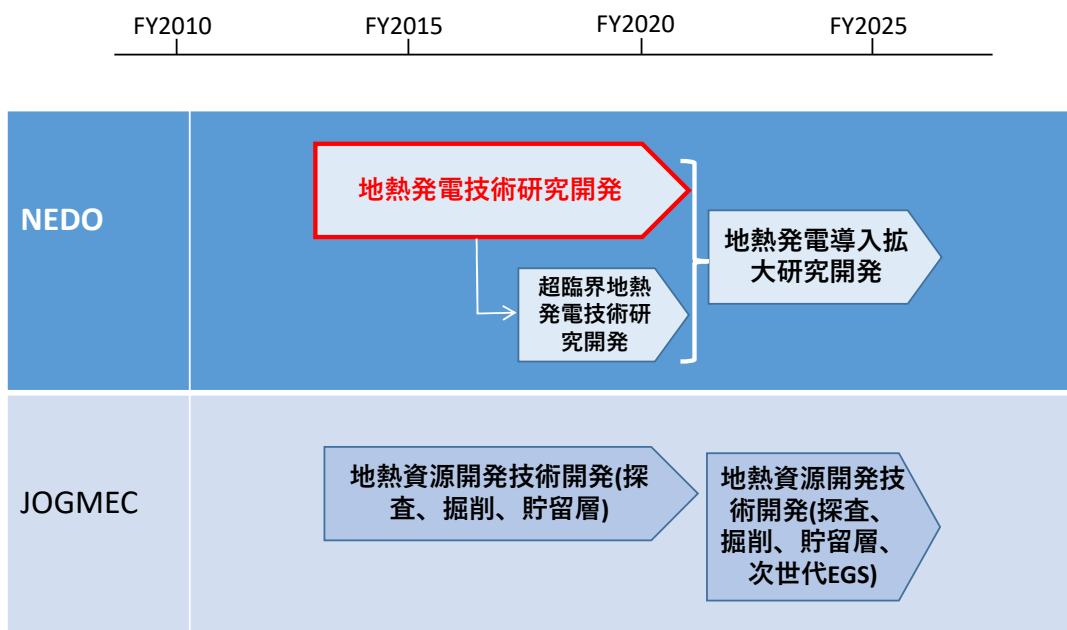 FY2010 FY2015 FY2020 FY2025
NEDO
地熱発電技術研究開発
超臨界地熱
発電技術研
究開発
地熱発電導入拡
大研究開発
JOGMEC
地熱資源開発技術開発(探
査、掘削、貯留層)
地熱資源開発技
術開発(探査、
掘削、貯留層、
次世代EGS)